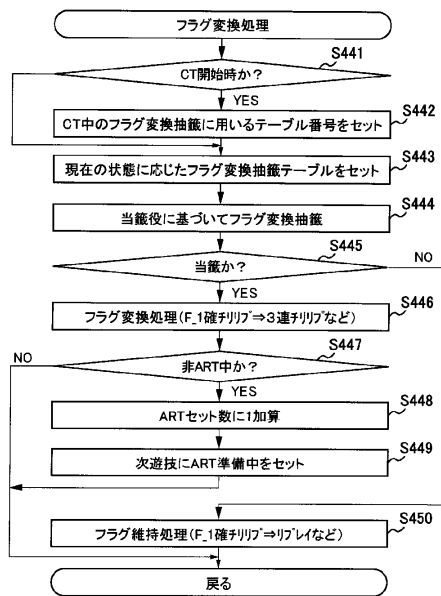 フラグ変換処理
S441
CT開始時か？
YES
S442
CT中のフラグ変換抽籤に用いるテーブル番号をセット
S443
現在の状態に応じたフラグ変換抽籤テーブルをセット
S444
当籤役に基づいてフラグ変換抽籤
S445
当籤か？
NO
YES
S446
フラグ変換処理(F_1確チリリプ⇒3連チリリプなど)
S447
NO
非ART中か？
YES
S448
ARTセット数に1加算
S449
次遊技にART準備中をセット
S450
フラグ維持処理(F_1確チリリプ⇒リプレイなど)
戻る